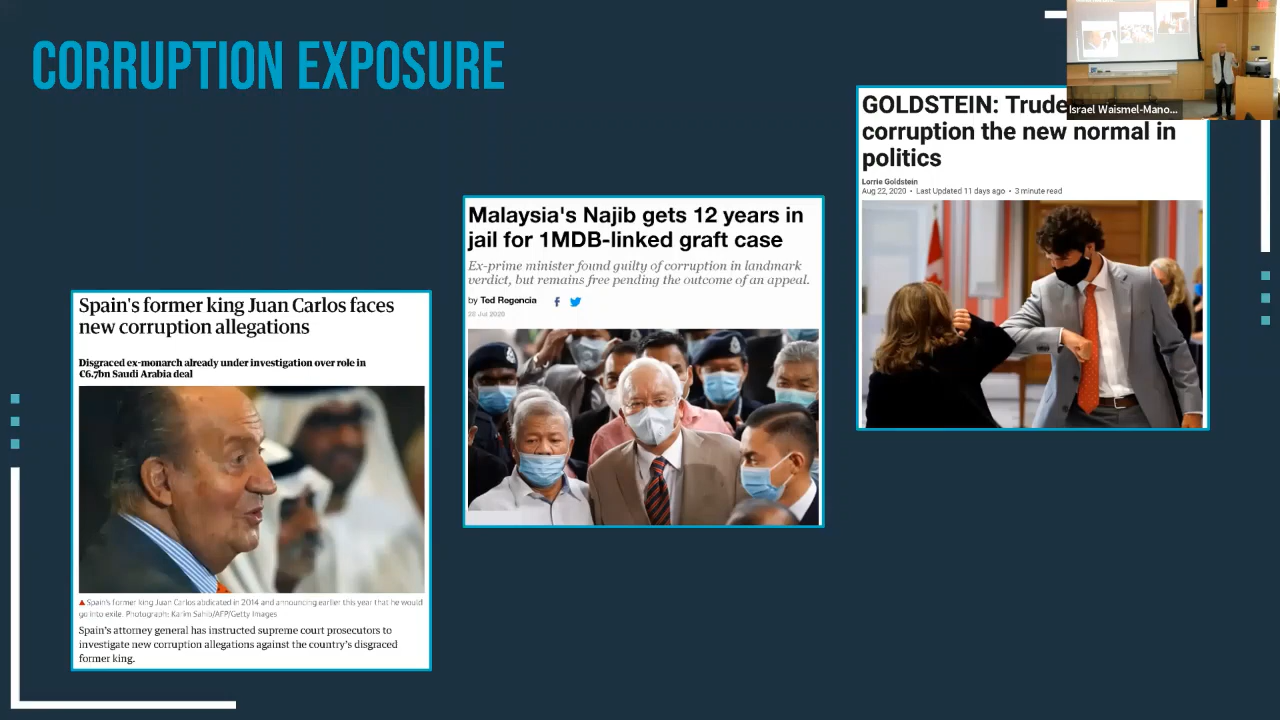 CORRUPTION EXPOSURE
Spain's former king Juan Carlos faces
new corruption allegations
Disgraced ex-monarch already under investigation over role in
€6.7bn Saudi Arabia deal
▲ Spain's former king Juan Carlos abdicated in 2014 and announcing earlier this year that he would
go into exile. Photograph: Karim Sahib/AFP/Getty Images
Spain's attorney general has instructed supreme court prosecutors to
investigate new corruption allegations against the country's disgraced
former king.
Malaysia's Najib gets 12 years in
jail for 1MDB-linked graft case
Ex-prime minister found guilty of corruption in landmark
verdict, but remains free pending the outcome of an appeal.
by Ted Regencia
28 Jul 2020
GOLDSTEIN: Trude
corruption the new normal in
politics
Lorrie Goldstein
Aug 22, 2020 • Last Updated 11 days ago • 3 minute read
Israel Waismel-Mano...